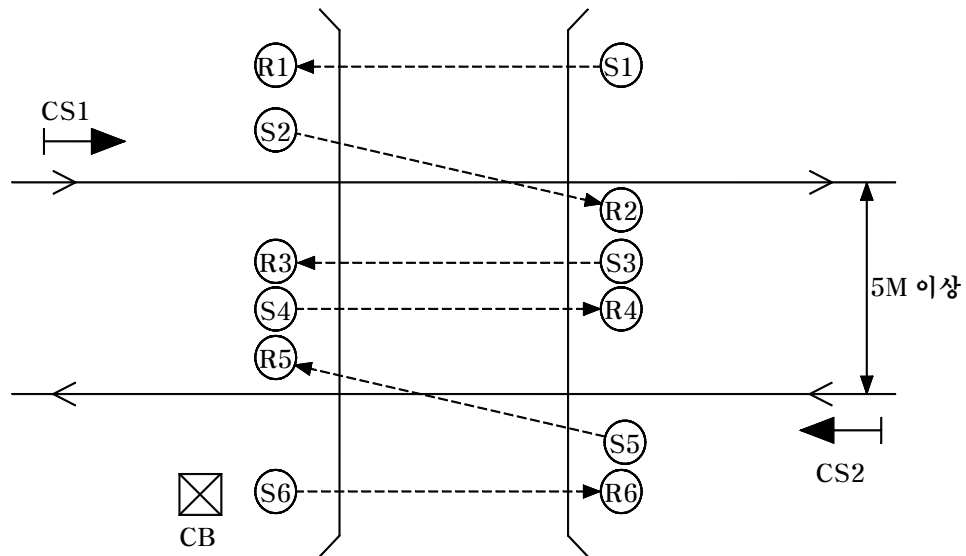 R1 S1
CS1
S2
R2
R3 S3
5M 이상
S4 R4
R5
S5
CS2
S6 R6
CB